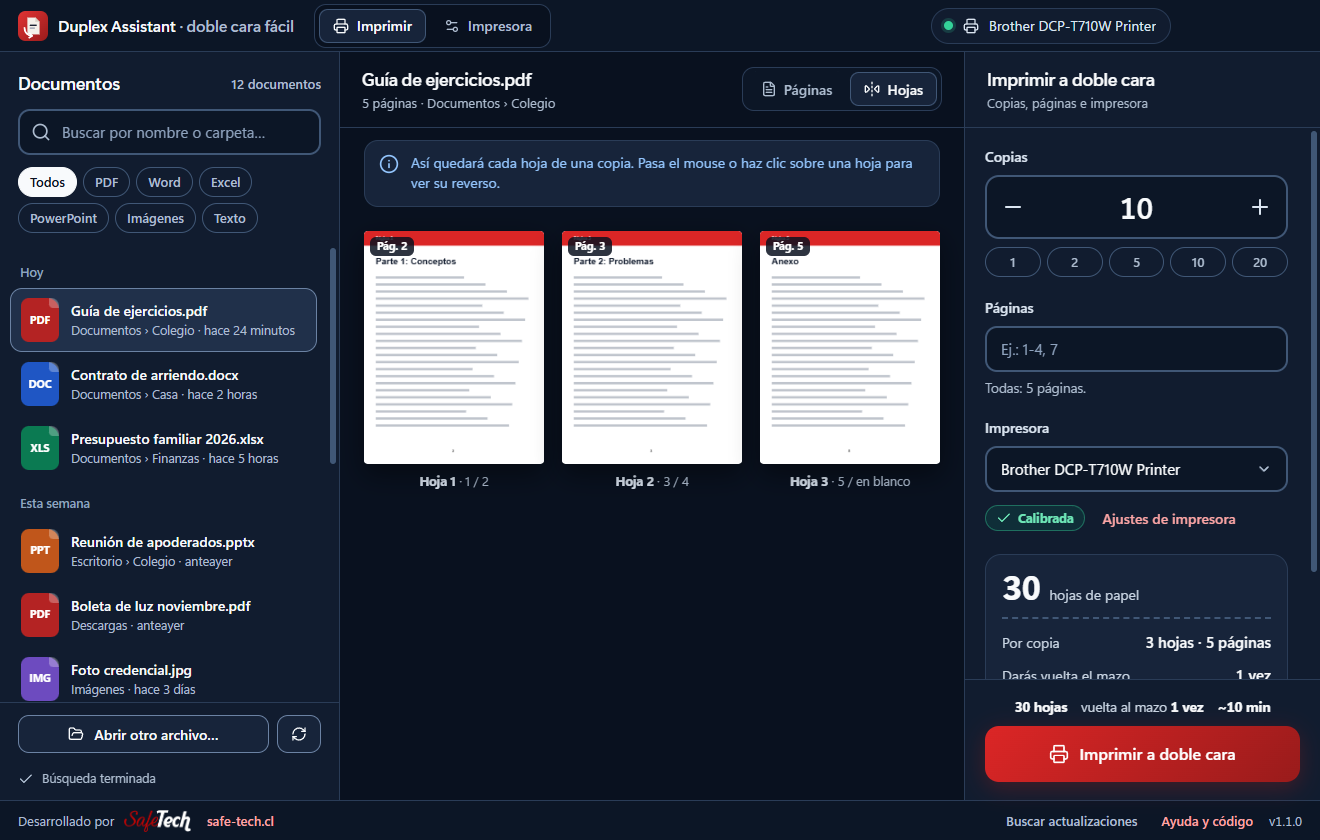 Duplex Assistant · doble cara fácil
Imprimir
Impresora
Brother DCP-T710W Printer
Documentos
12 documentos
Buscar por nombre o carpeta...
Todos
PDF
Word
Excel
PowerPoint
Imágenes
Texto
Hoy
PDF
Guía de ejercicios.pdf
Documentos › Colegio · hace 24 minutos
DOC
Contrato de arriendo.docx
Documentos › Casa · hace 2 horas
XLS
Presupuesto familiar 2026.xlsx
Documentos › Finanzas · hace 5 horas
Esta semana
PPT
Reunión de apoderados.pptx
Escritorio › Colegio · anteayer
PDF
Boleta de luz noviembre.pdf
Descargas · anteayer
IMG
Foto credencial.jpg
Imágenes · hace 3 días
Abrir otro archivo...
Búsqueda terminada
Guía de ejercicios.pdf
5 páginas · Documentos › Colegio
Páginas
Hojas
Así quedará cada hoja de una copia. Pasa el mouse o haz clic sobre una hoja para
ver su reverso.
Pág. 2
Parte 1: Conceptos
Hoja 1 · 1 / 2
Pág. 3
Parte 2: Problemas
Hoja 2 · 3 / 4
Pág. 5
Anexo
Hoja 3 · 5 / en blanco
Imprimir a doble cara
Copias, páginas e impresora
Copias
10
1
2
5
10
20
Páginas
Ej.: 1-4, 7
Todas: 5 páginas.
Impresora
Brother DCP-T710W Printer
Calibrada
Ajustes de impresora
30 hojas de papel
Por copia
3 hojas · 5 páginas
Darás vuelta el mazo
1 vez
30 hojas vuelta al mazo 1 vez ~10 min
Imprimir a doble cara
Desarrollado por
SafeTech
safe-tech.cl
Buscar actualizaciones
Ayuda y código
v1.1.0